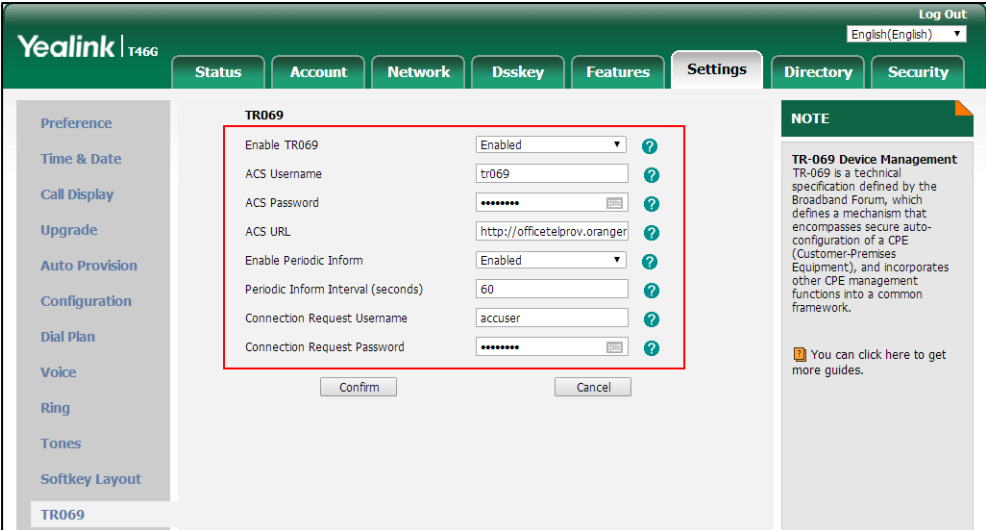 Log Out
English(English)
Yealink | T46G
Status
Account
Network
Dsskey
Features
Settings
Directory
Security
Preference
Time & Date
Call Display
Upgrade
Auto Provision
Configuration
Dial Plan
Voice
Ring
Tones
Softkey Layout
TR069
TR069
Enable TR069 Enabled ?
ACS Username tr069 ?
ACS Password •••••••• ?
ACS URL http://officetelprov.oranger ?
Enable Periodic Inform Enabled ?
Periodic Inform Interval (seconds) 60 ?
Connection Request Username accuser ?
Connection Request Password •••••••• ?
Confirm
Cancel
NOTE
TR-069 Device Management
TR-069 is a technical
specification defined by the
Broadband Forum, which
defines a mechanism that
encompasses secure auto-
configuration of a CPE
(Customer-Premises
Equipment), and incorporates
other CPE management
functions into a common
framework.
You can click here to get
more guides.